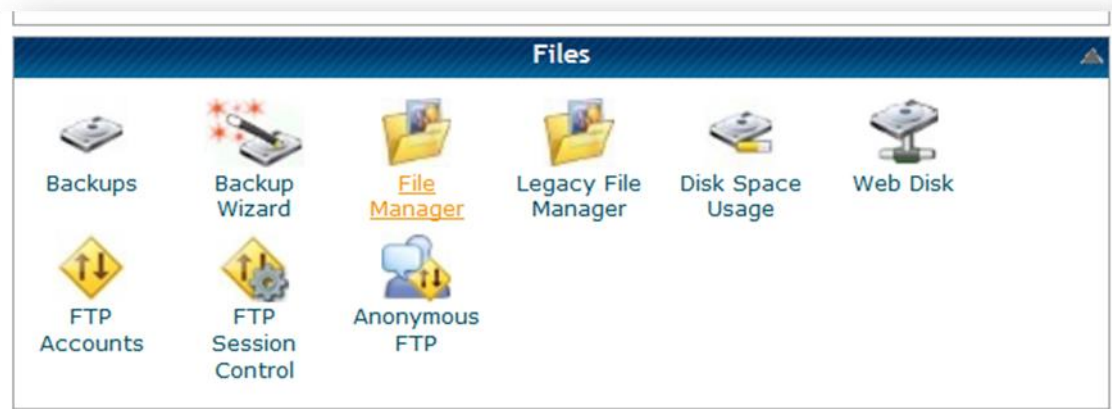 Files
Backups
Backup
Wizard
File
Manager
Legacy File
Manager
Disk Space
Usage
Web Disk
FTP
Accounts
FTP
Session
Control
Anonymous
FTP